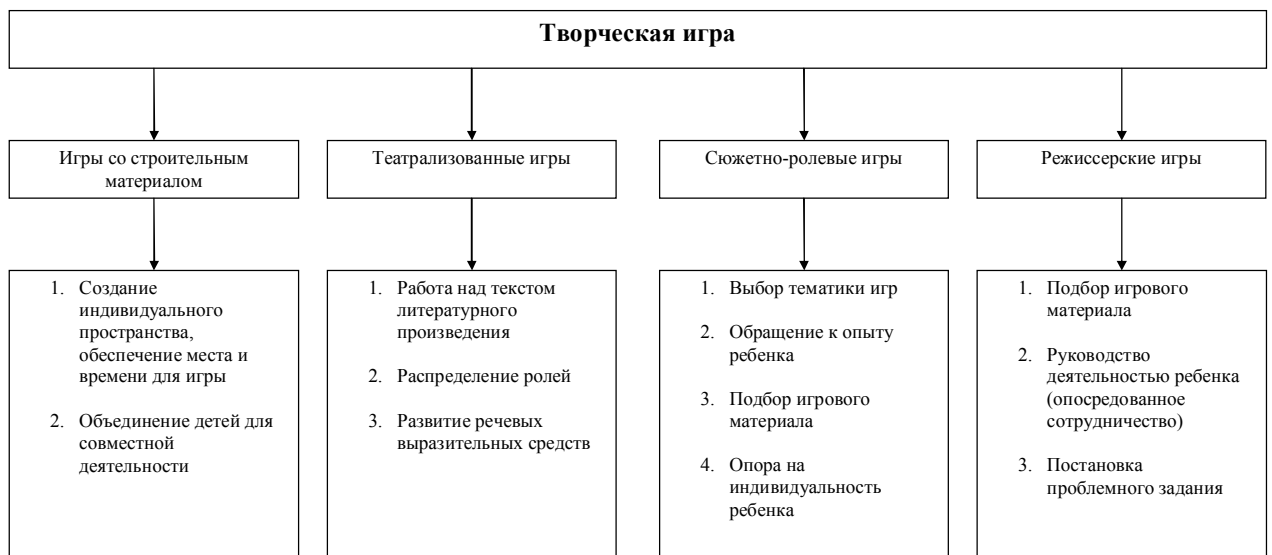 Творческая игра
Игры со строительным
материалом
Театрализованные игры
Сюжетно-ролевые игры
Режиссерские игры
1. Создание
индивидуального
пространства,
обеспечение места и
времени для игры
2. Объединение детей для
совместной
деятельности
1. Работа над текстом
литературного
произведения
2. Распределение ролей
3. Развитие речевых
выразительных средств
1. Выбор тематики игр
2. Обращение к опыту
ребенка
3. Подбор игрового
материала
4. Опора на
индивидуальность
ребенка
1. Подбор игрового
материала
2. Руководство
деятельностью ребенка
(опосредованное
сотрудничество)
3. Постановка
проблемного задания